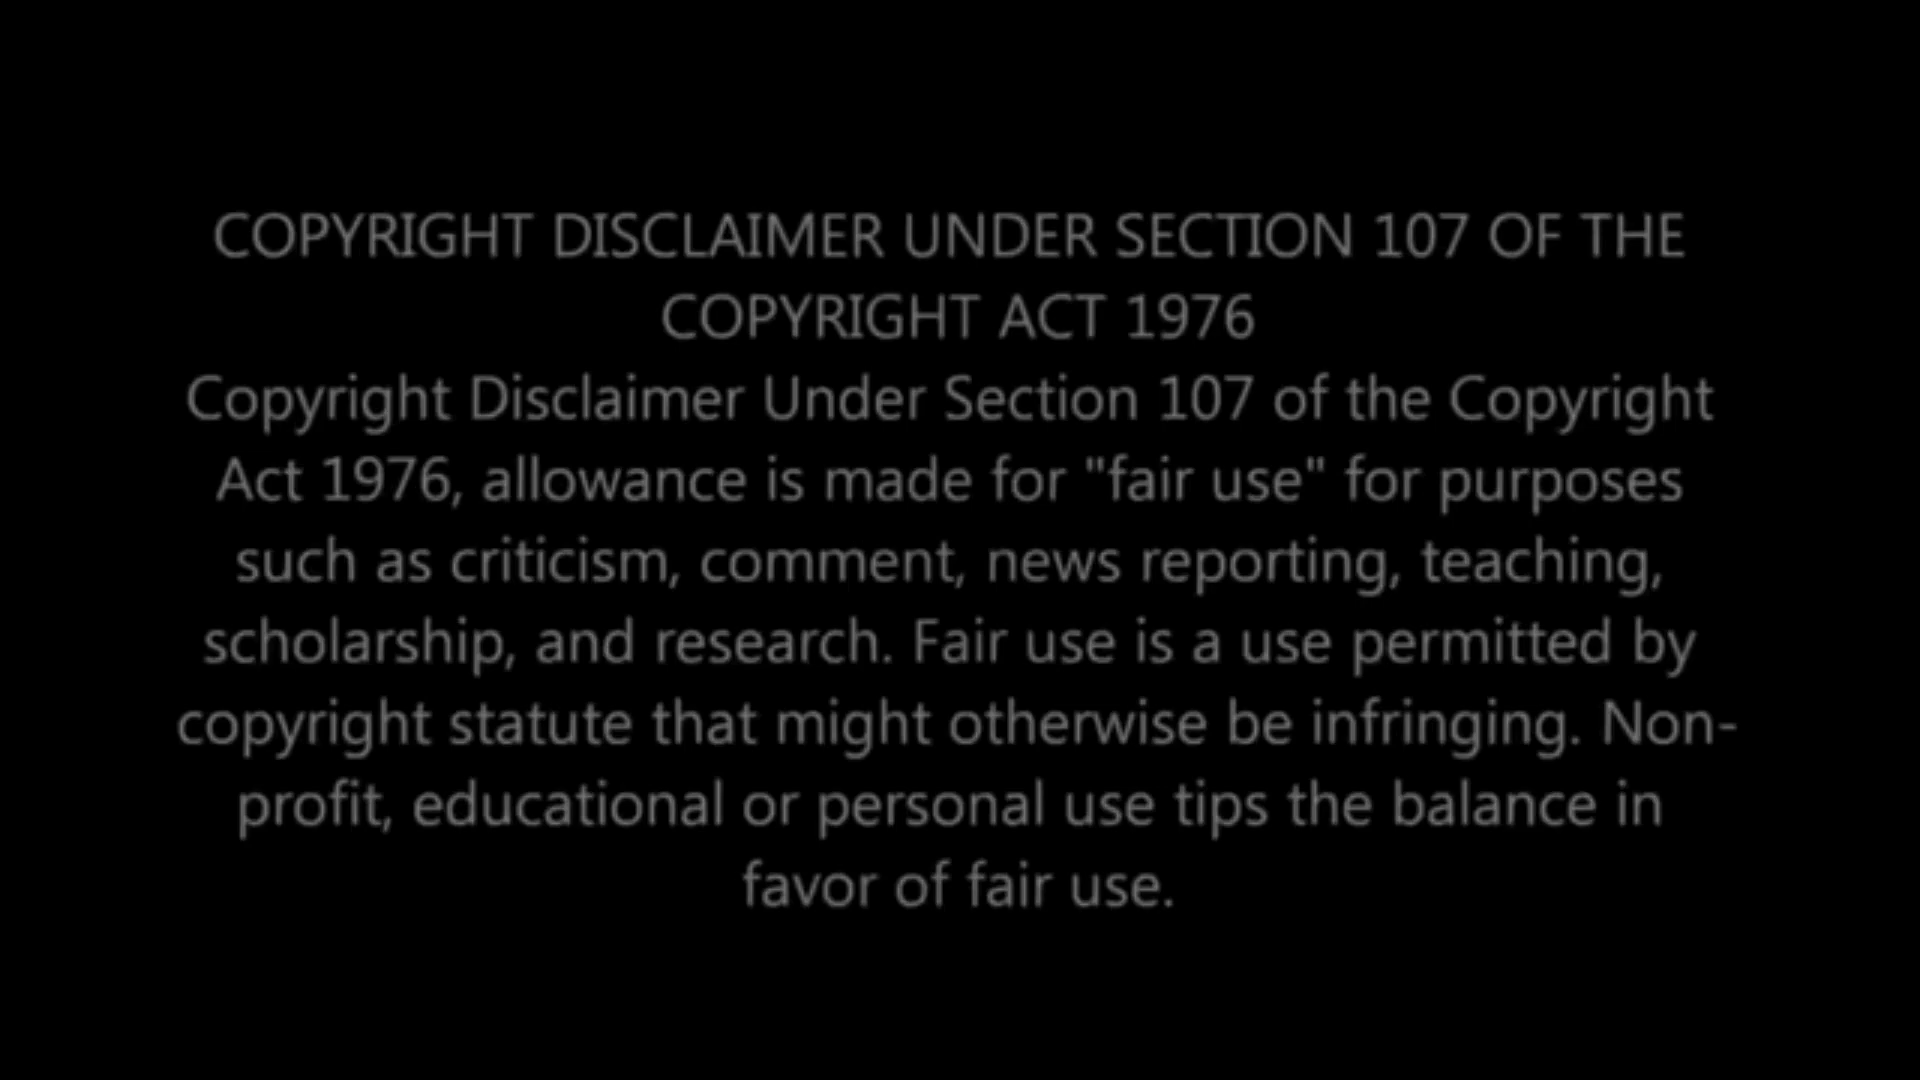 COPYRIGHT DISCLAIMER UNDER SECTION 107 OF THE
COPYRIGHT ACT 1976
Copyright Disclaimer Under Section 107 of the Copyright
Act 1976, allowance is made for "fair use" for purposes
such as criticism, comment, news reporting, teaching,
scholarship, and research. Fair use is a use permitted by
copyright statute that might otherwise be infringing. Non-
profit, educational or personal use tips the balance in
favor of fair use.